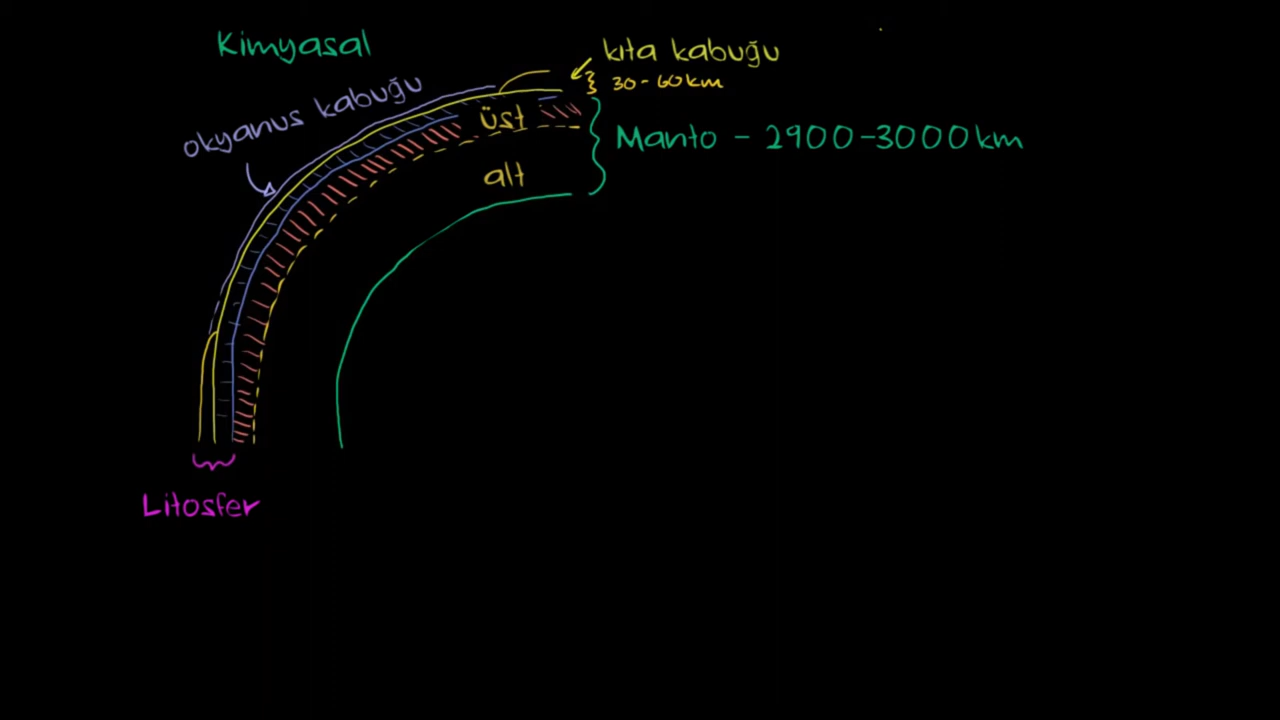 Kimyasal
kıta kabuğu
30-60km
okyanus kabuğu
üst
Manto - 2900-3000km
alt
Litosfer